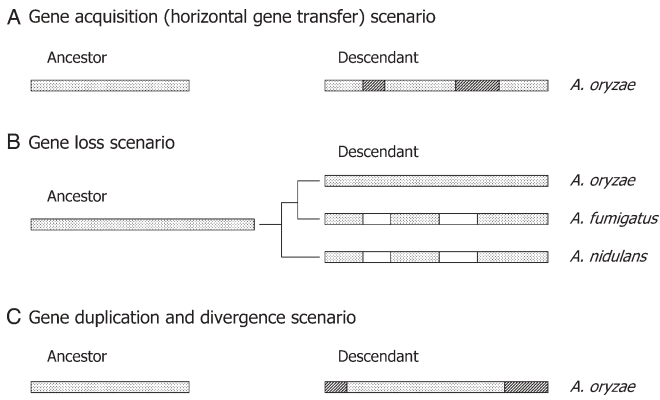 A Gene acquisition (horizontal gene transfer) scenario
Ancestor Descendant
A. oryzae
B Gene loss scenario
Descendant
Ancestor
A. oryzae
A. fumigatus
A. nidulans
C Gene duplication and divergence scenario
Ancestor Descendant
A. oryzae